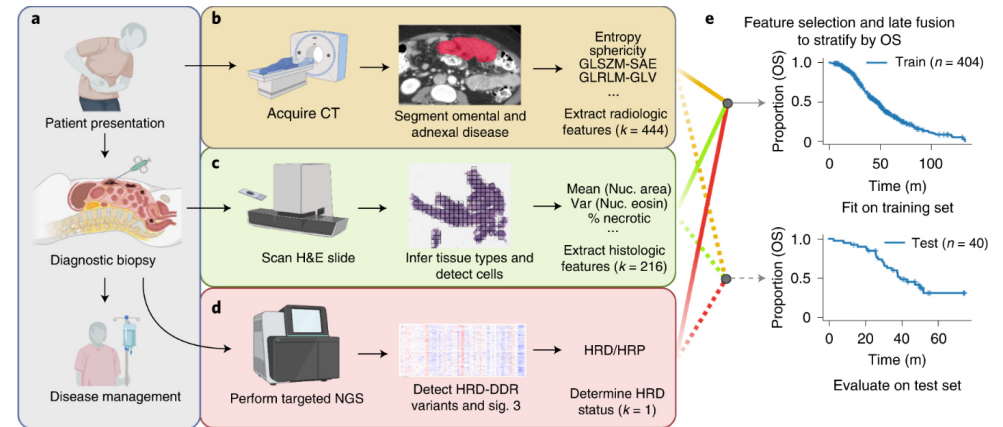 a
Patient presentation
Diagnostic biopsy
Disease management
b
Acquire CT
Segment omental and
adnexal disease
Entropy
sphericity
GLSZM-SAE
GLRLM-GLV
...
Extract radiologic
features (k = 444)
c
Scan H&E slide
Infer tissue types and
detect cells
Mean (Nuc. area)
Var (Nuc. eosin)
% necrotic
...
Extract histologic
features (k = 216)
d
Perform targeted NGS
Detect HRD-DDR
variants and sig. 3
HRD/HRP
Determine HRD
status (k = 1)
e
Feature selection and late fusion
to stratify by OS
Proportion (OS)
1.0
0.5
0
Train (n = 404)
0 50 100
Time (m)
Fit on training set
Proportion (OS)
1.0
0.5
0
Test (n = 40)
0 20 40 60
Time (m)
Evaluate on test set